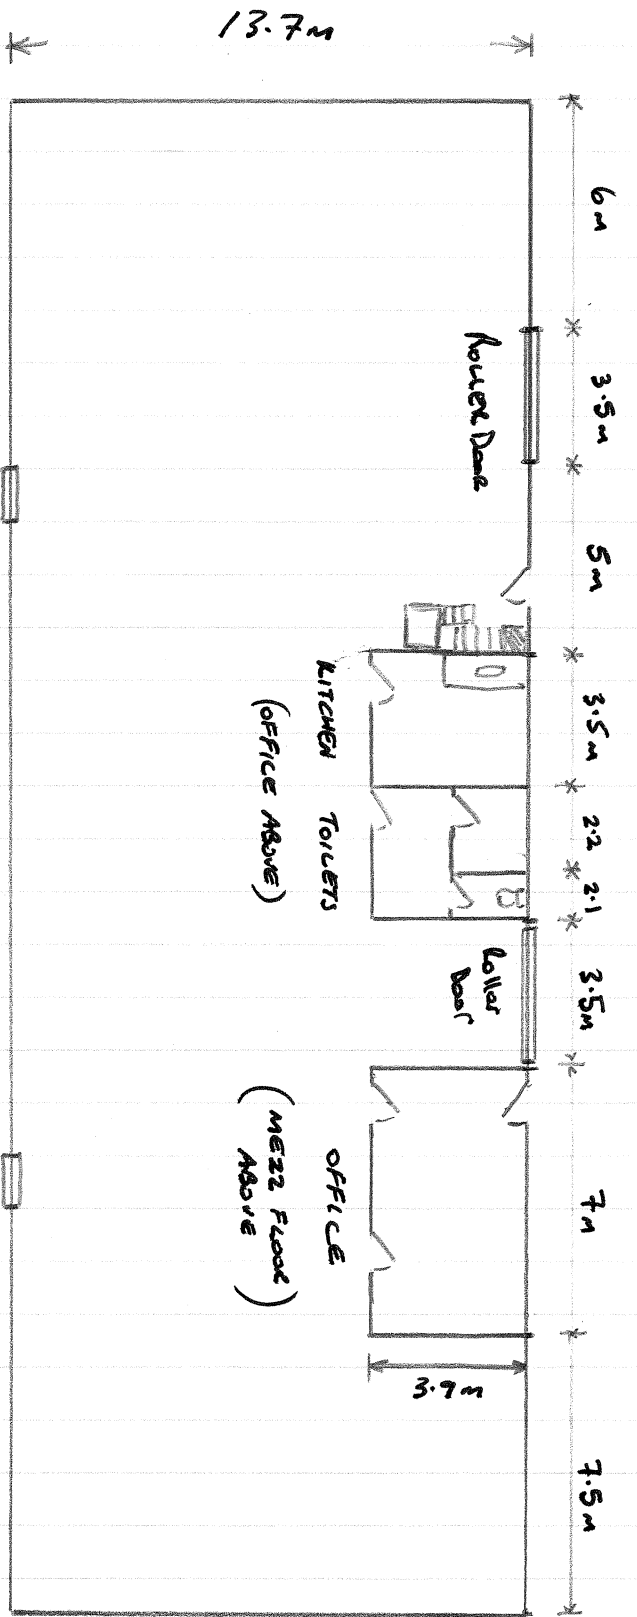 13.7m
6m
3.5m
5m
3.5m
2.2
2.1
3.5m
7m
7.5m
ROLLER DOOR
KITCHEN
TOILETS
(OFFICE ABOVE)
Rollar
Door
OFFICE
(MEZZ FLOOR
ABOVE)
3.9m